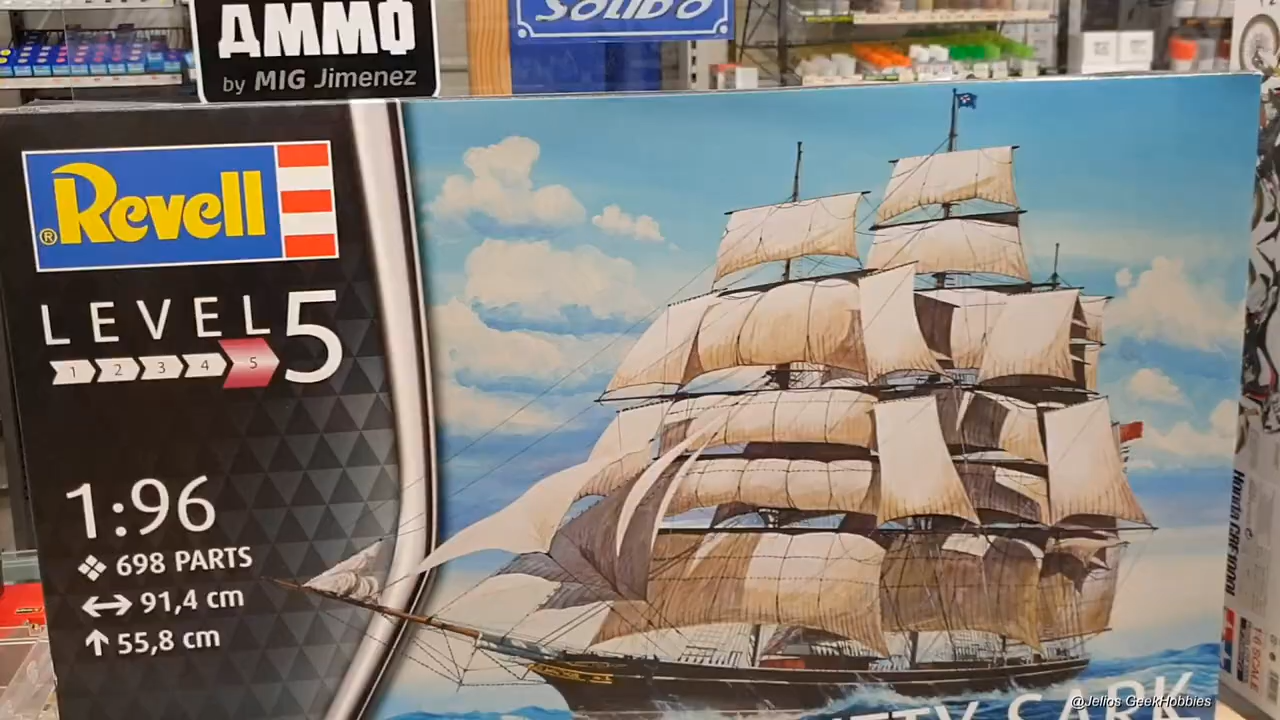 AMMO
by MIG Jimenez
SOLIDO
Revell
®
LEVEL 5
1 2 3 4 5
1:96
698 PARTS
91,4 cm
55,8 cm
SARK
@Jelios GeekHobbies